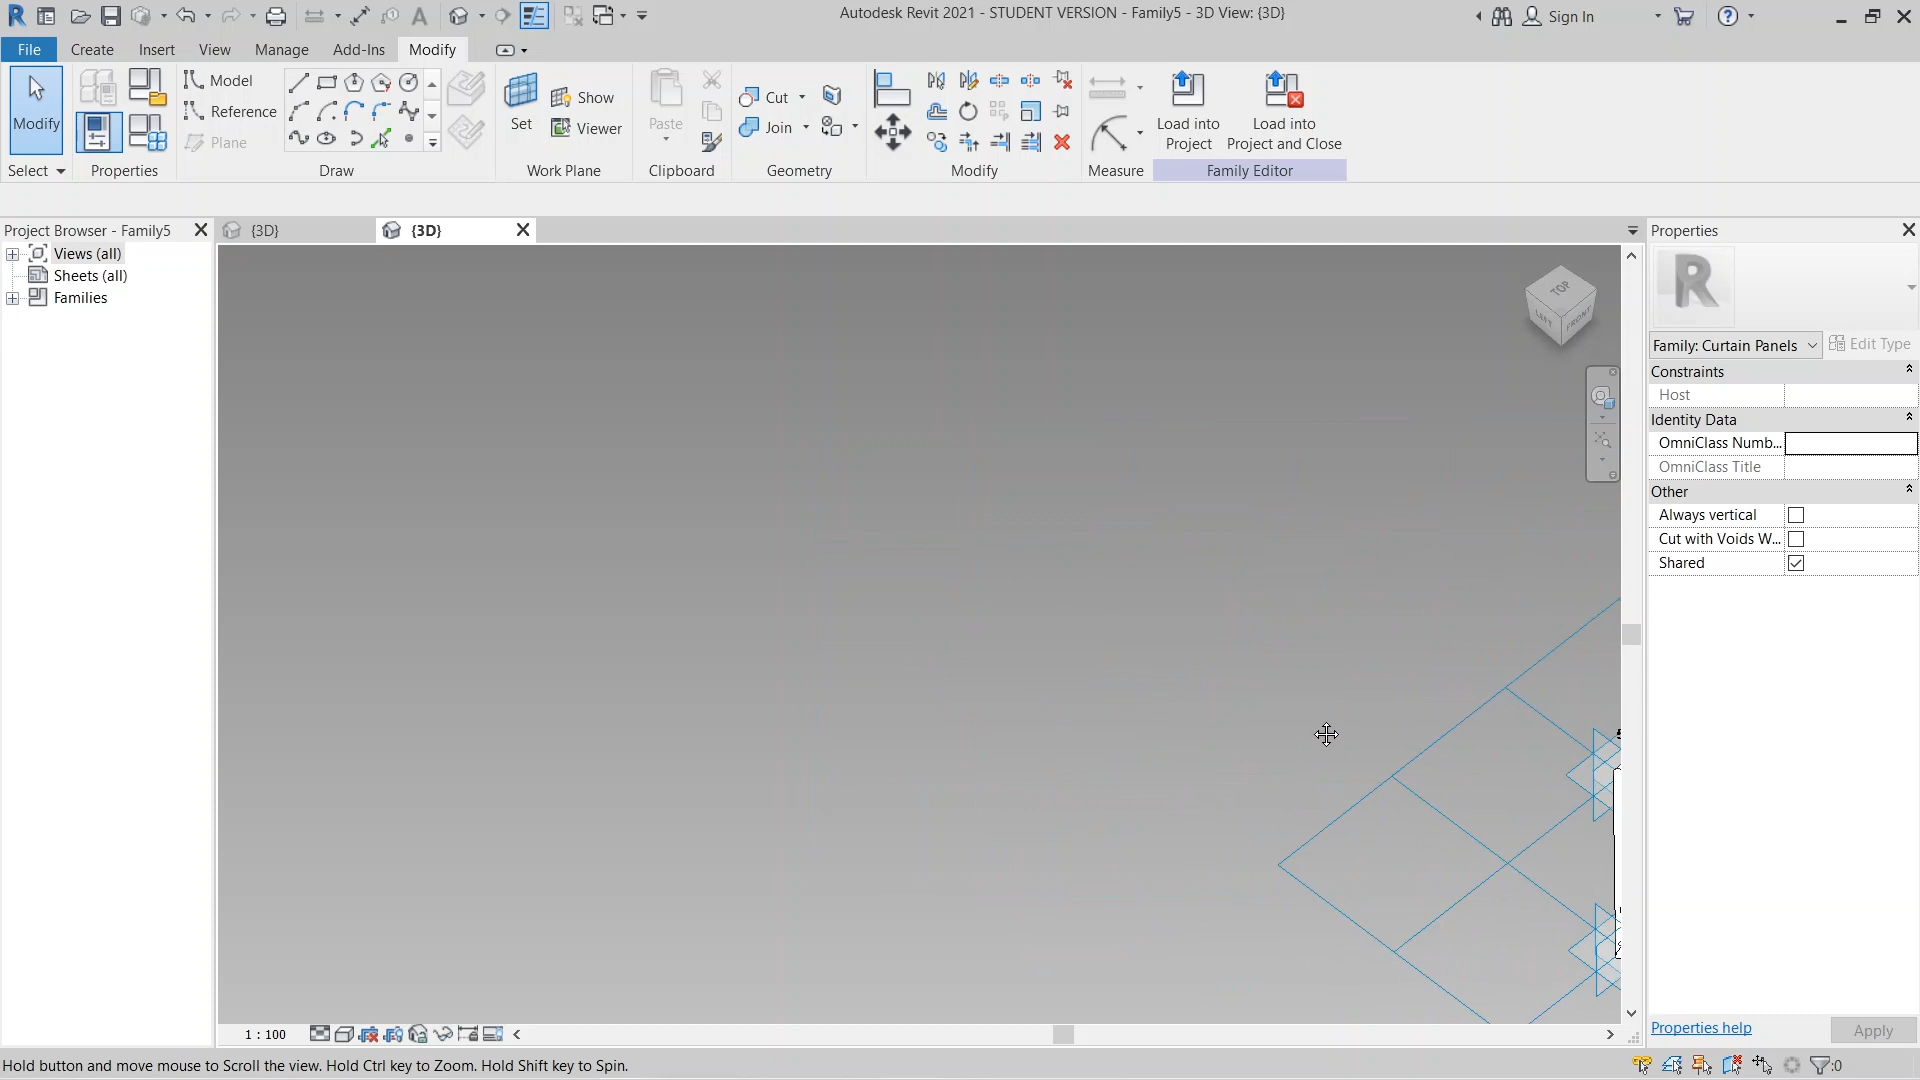 Autodesk Revit 2021 - STUDENT VERSION - Family5 - 3D View: {3D}
Sign In
File
Create
Insert
View
Manage
Add-Ins
Modify
Modify
Select
Properties
Model
Reference
Plane
Draw
Set
Show
Viewer
Work Plane
Paste
Clipboard
Cut
Join
Geometry
Modify
Measure
Load into
Project
Load into
Project and Close
Family Editor
Project Browser - Family5
Views (all)
Sheets (all)
Families
{3D}
{3D}
TOP
LEFT
FRONT
Properties
Family: Curtain Panels
Edit Type
Constraints
Host
Identity Data
OmniClass Numb...
OmniClass Title
Other
Always vertical
Cut with Voids W...
Shared
Properties help
Apply
1 : 100
Hold button and move mouse to Scroll the view. Hold Ctrl key to Zoom. Hold Shift key to Spin.
:0